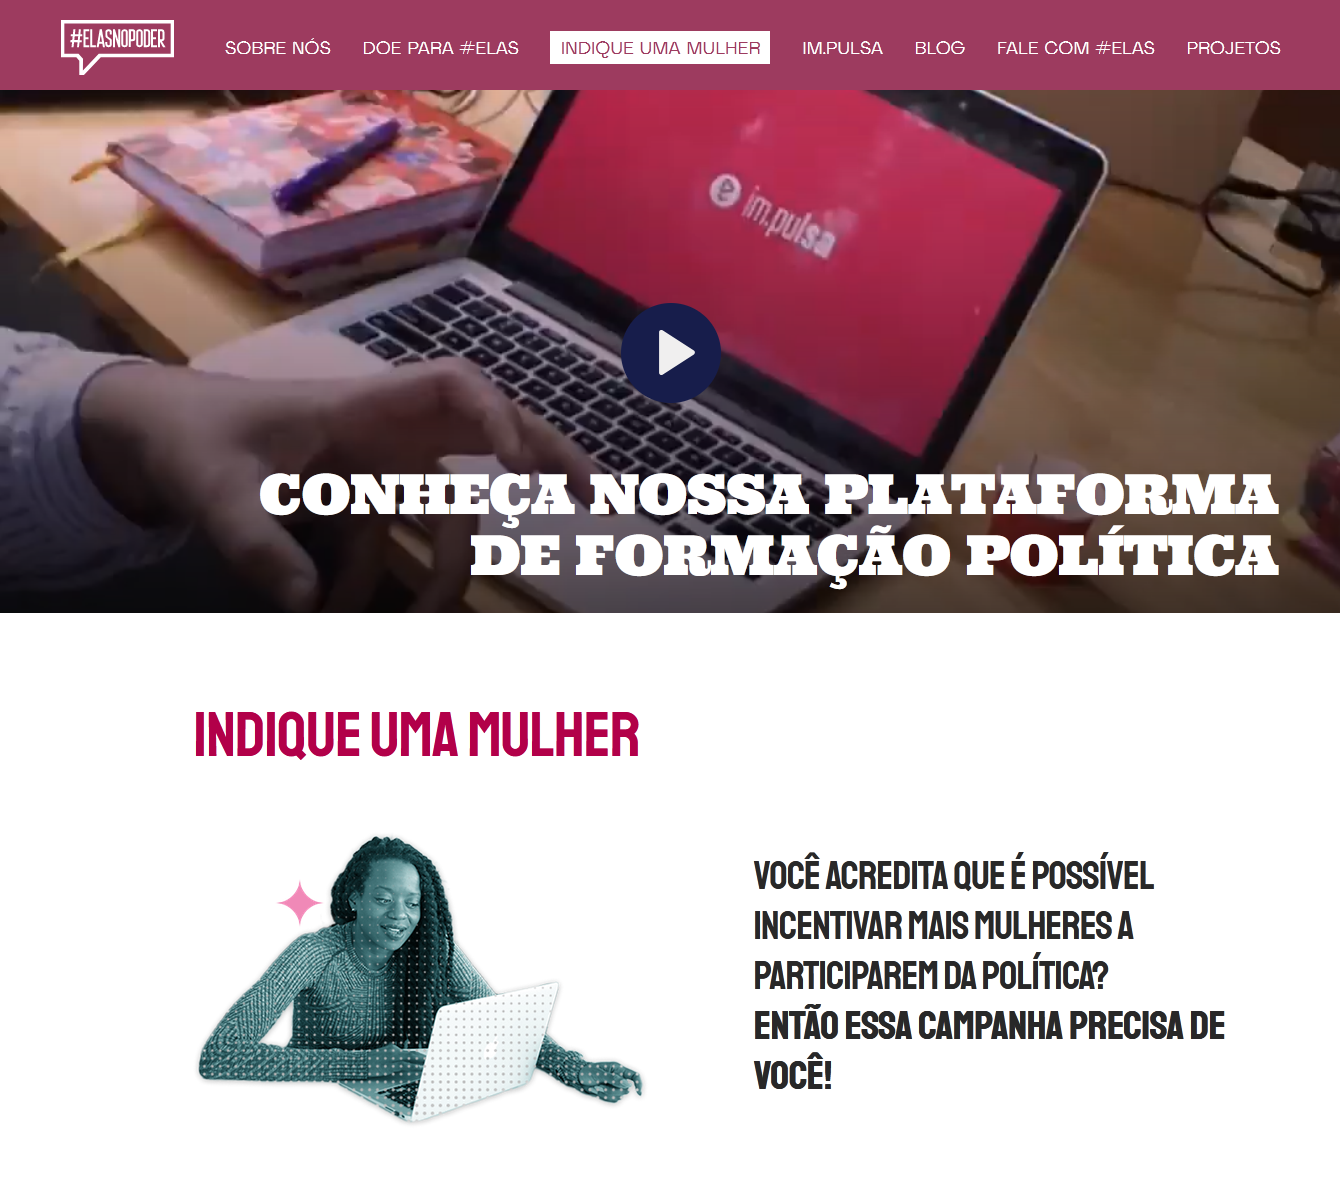 #ELASNOPODER
SOBRE NÓS
DOE PARA #ELAS
INDIQUE UMA MULHER
IM.PULSA
BLOG
FALE COM #ELAS
PROJETOS
e im.pulsa
CONHEÇA NOSSA PLATAFORMA
DE FORMAÇÃO POLÍTICA
INDIQUE UMA MULHER
VOCÊ ACREDITA QUE É POSSÍVEL
INCENTIVAR MAIS MULHERES A
PARTICIPAREM DA POLÍTICA?
ENTÃO ESSA CAMPANHA PRECISA DE
VOCÊ!